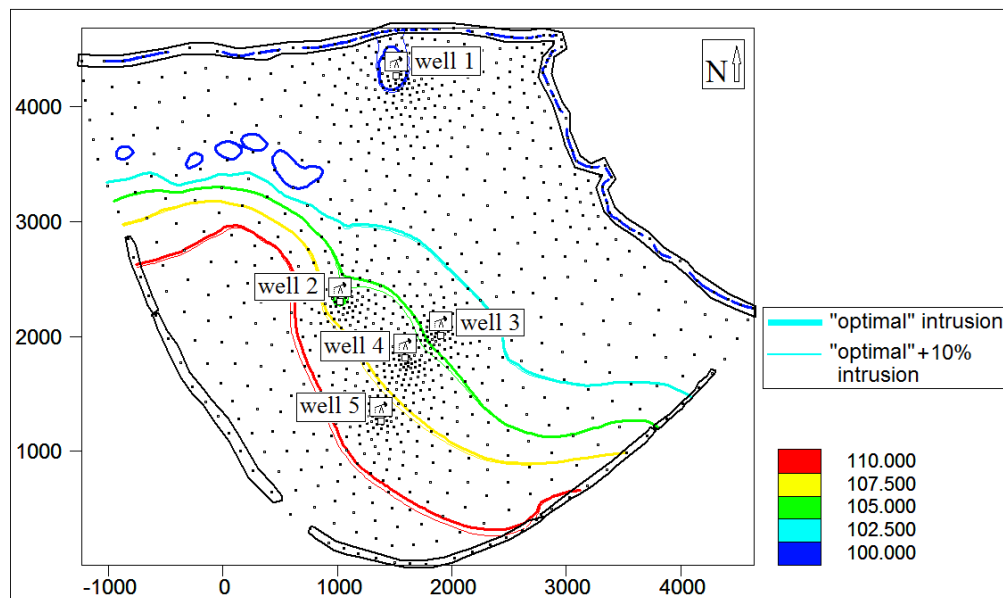 well 1
N
4000
3000
well 2
well 3
2000
well 4
"optimal" intrusion
"optimal"+10%
intrusion
well 5
1000
110.000
107.500
105.000
102.500
100.000
0
-1000 0 1000 2000 3000 4000